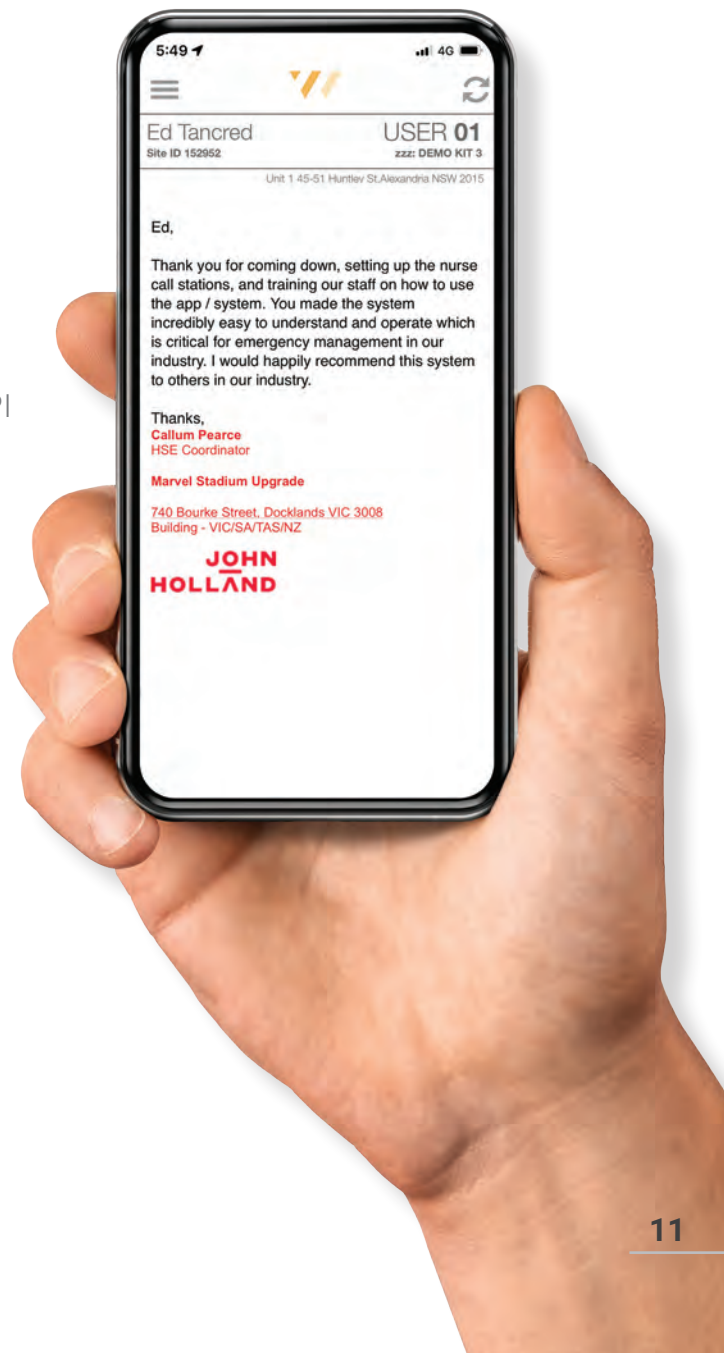 5:49
4G
Ed Tancred
USER 01
Site ID 152952
zzz: DEMO KIT 3
Unit 1 45-51 Huntley St.Alexandria NSW 2015
Ed,
Thank you for coming down, setting up the nurse
call stations, and training our staff on how to use
the app / system. You made the system
incredibly easy to understand and operate which
is critical for emergency management in our
industry. I would happily recommend this system
to others in our industry.
Thanks,
Callum Pearce
HSE Coordinator
Marvel Stadium Upgrade
740 Bourke Street, Docklands VIC 3008
Building - VIC/SA/TAS/NZ
JOHN
HOLLAND
11